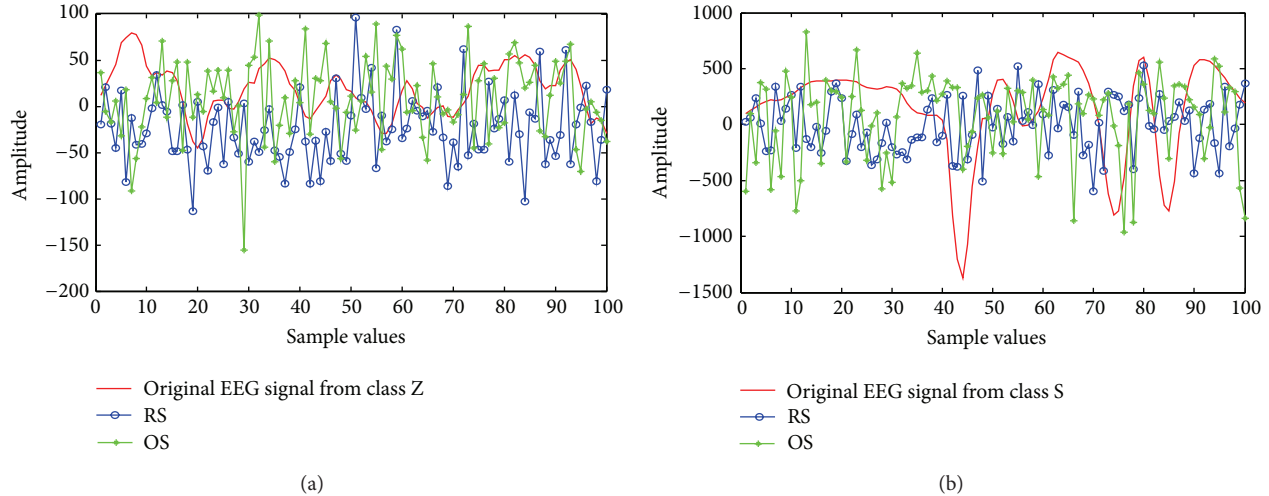 100
50
0
−50
−100
−150
−200
Amplitude
0 10 20 30 40 50 60 70 80 90 100
Sample values
Original EEG signal from class Z
RS
OS
(a)
1000
500
0
−500
−1000
−1500
Amplitude
0 10 20 30 40 50 60 70 80 90 100
Sample values
Original EEG signal from class S
RS
OS
(b)